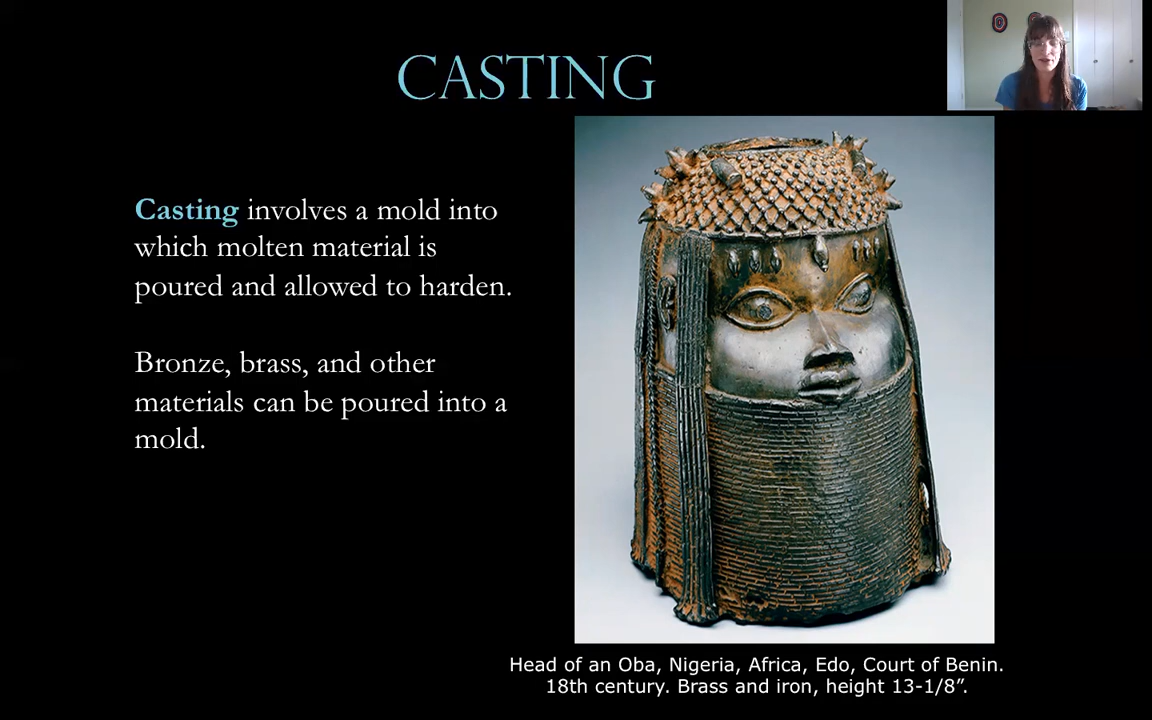 CASTING
Casting involves a mold into
which molten material is
poured and allowed to harden.
Bronze, brass, and other
materials can be poured into a
mold.
Head of an Oba, Nigeria, Africa, Edo, Court of Benin.
18th century. Brass and iron, height 13-1/8”.